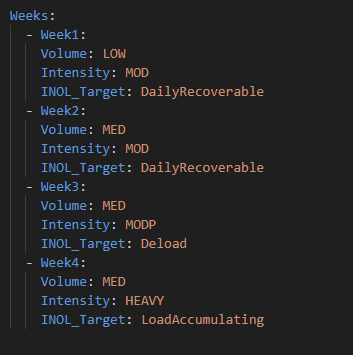 Weeks:
- Week1:
Volume: LOW
Intensity: MOD
INOL_Target: DailyRecoverable
- Week2:
Volume: MED
Intensity: MOD
INOL_Target: DailyRecoverable
- Week3:
Volume: MED
Intensity: MODP
INOL_Target: Deload
- Week4:
Volume: MED
Intensity: HEAVY
INOL_Target: LoadAccumulating